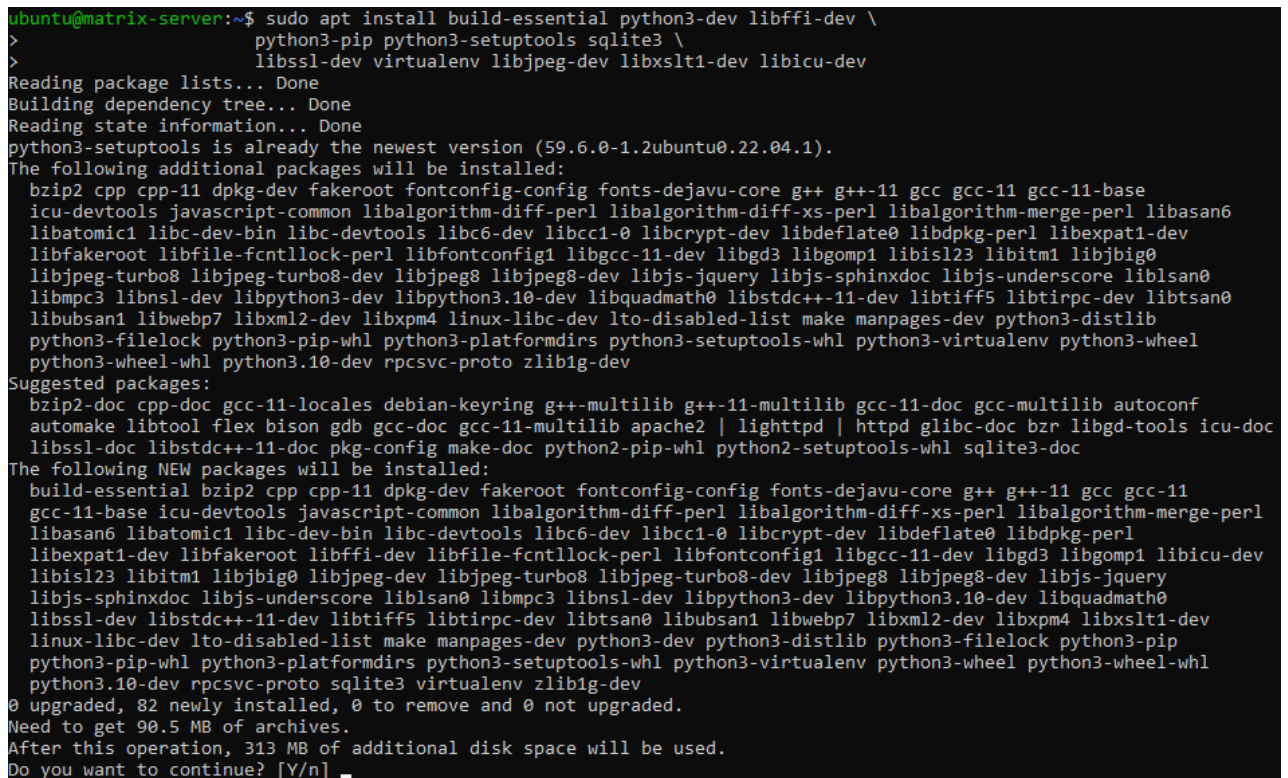 ubuntu@matrix-server:~$ sudo apt install build-essential python3-dev libffi-dev \
>                      python3-pip python3-setuptools sqlite3 \
>                      libssl-dev virtualenv libjpeg-dev libxslt1-dev libicu-dev
Reading package lists... Done
Building dependency tree... Done
Reading state information... Done
python3-setuptools is already the newest version (59.6.0-1.2ubuntu0.22.04.1).
The following additional packages will be installed:
  bzip2 cpp cpp-11 dpkg-dev fakeroot fontconfig-config fonts-dejavu-core g++ g++-11 gcc gcc-11 gcc-11-base
  icu-devtools javascript-common libalgorithm-diff-perl libalgorithm-diff-xs-perl libalgorithm-merge-perl libasan6
  libatomic1 libc-dev-bin libc-devtools libc6-dev libcc1-0 libcrypt-dev libdeflate0 libdpkg-perl libexpat1-dev
  libfakeroot libfile-fcntllock-perl libfontconfig1 libgcc-11-dev libgd3 libgomp1 libisl23 libitm1 libjbig0
  libjpeg-turbo8 libjpeg-turbo8-dev libjpeg8 libjpeg8-dev libjs-jquery libjs-sphinxdoc libjs-underscore liblsan0
  libmpc3 libnsl-dev libpython3-dev libpython3.10-dev libquadmath0 libstdc++-11-dev libtiff5 libtirpc-dev libtsan0
  libubsan1 libwebp7 libxml2-dev libxpm4 linux-libc-dev lto-disabled-list make manpages-dev python3-distlib
  python3-filelock python3-pip-whl python3-platformdirs python3-setuptools-whl python3-virtualenv python3-wheel
  python3-wheel-whl python3.10-dev rpcsvc-proto zlib1g-dev
Suggested packages:
  bzip2-doc cpp-doc gcc-11-locales debian-keyring g++-multilib g++-11-multilib gcc-11-doc gcc-multilib autoconf
  automake libtool flex bison gdb gcc-doc gcc-11-multilib apache2 | lighttpd | httpd glibc-doc bzr libgd-tools icu-doc
  libssl-doc libstdc++-11-doc pkg-config make-doc python2-pip-whl python2-setuptools-whl sqlite3-doc
The following NEW packages will be installed:
  build-essential bzip2 cpp cpp-11 dpkg-dev fakeroot fontconfig-config fonts-dejavu-core g++ g++-11 gcc gcc-11
  gcc-11-base icu-devtools javascript-common libalgorithm-diff-perl libalgorithm-diff-xs-perl libalgorithm-merge-perl
  libasan6 libatomic1 libc-dev-bin libc-devtools libc6-dev libcc1-0 libcrypt-dev libdeflate0 libdpkg-perl
  libexpat1-dev libfakeroot libffi-dev libfile-fcntllock-perl libfontconfig1 libgcc-11-dev libgd3 libgomp1 libicu-dev
  libisl23 libitm1 libjbig0 libjpeg-dev libjpeg-turbo8 libjpeg-turbo8-dev libjpeg8 libjpeg8-dev libjs-jquery
  libjs-sphinxdoc libjs-underscore liblsan0 libmpc3 libnsl-dev libpython3-dev libpython3.10-dev libquadmath0
  libssl-dev libstdc++-11-dev libtiff5 libtirpc-dev libtsan0 libubsan1 libwebp7 libxml2-dev libxpm4 libxslt1-dev
  linux-libc-dev lto-disabled-list make manpages-dev python3-dev python3-distlib python3-filelock python3-pip
  python3-pip-whl python3-platformdirs python3-setuptools-whl python3-virtualenv python3-wheel python3-wheel-whl
  python3.10-dev rpcsvc-proto sqlite3 virtualenv zlib1g-dev
0 upgraded, 82 newly installed, 0 to remove and 0 not upgraded.
Need to get 90.5 MB of archives.
After this operation, 313 MB of additional disk space will be used.
Do you want to continue? [Y/n]